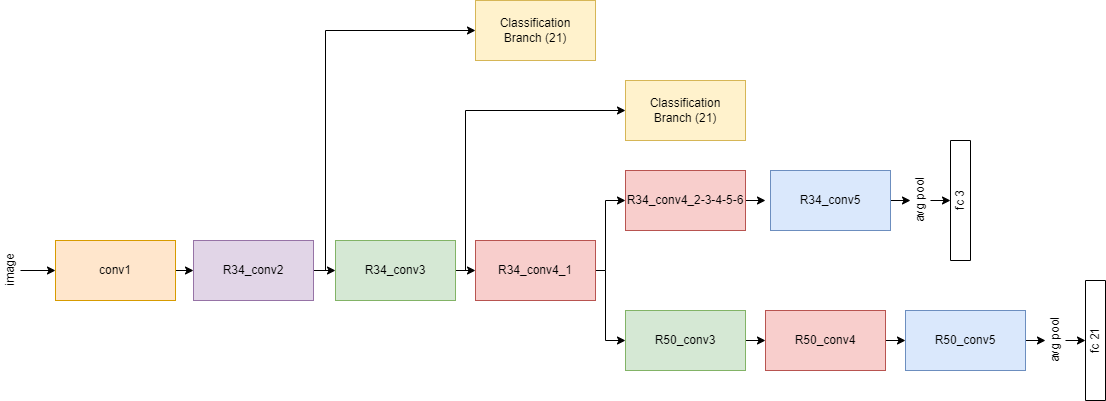 Classification
Branch (21)
Classification
Branch (21)
R34_conv4_2-3-4-5-6
R34_conv5
avg pool
fc 3
image
conv1
R34_conv2
R34_conv3
R34_conv4_1
R50_conv3
R50_conv4
R50_conv5
avg pool
fc 21